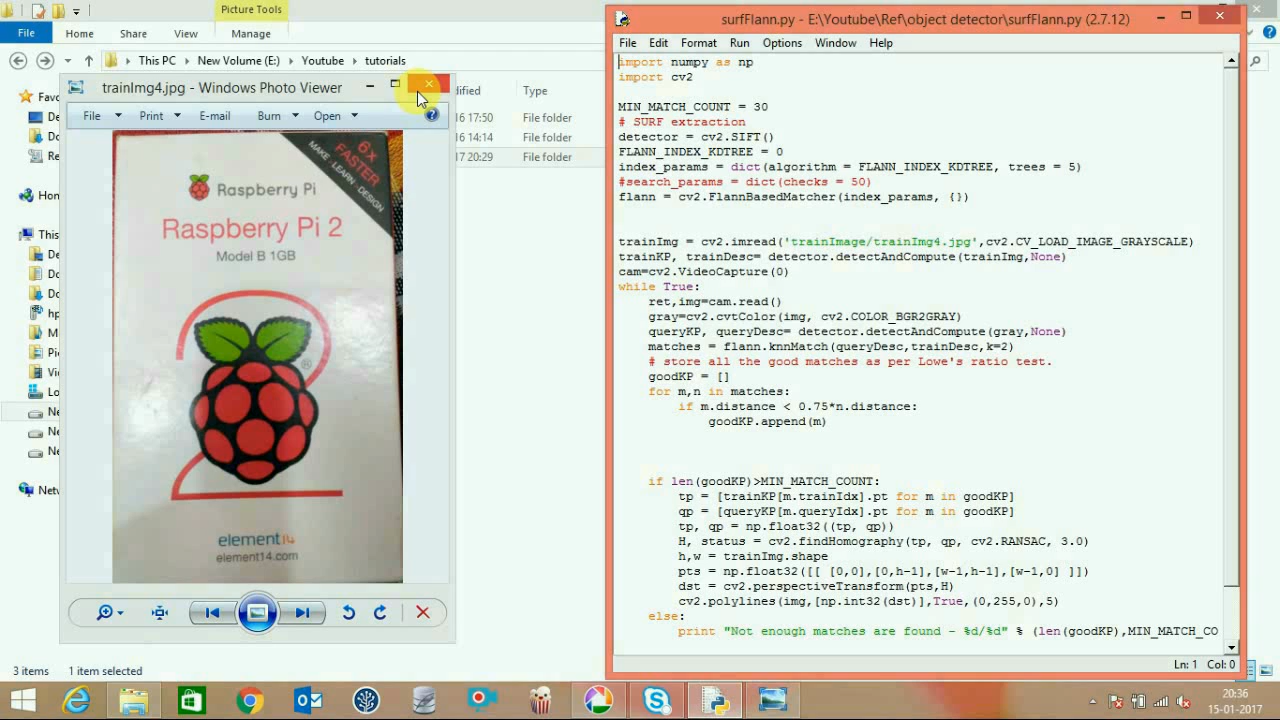 Picture Tools
File
Home
Share
View
Manage
This PC
New Volume (E:)
Youtube
tutorials
Type
17:50
File folder
14:14
File folder
20:29
File folder
3 items
1 item selected
trainImg4.jpg - Windows Photo Viewer
File
Print
E-mail
Burn
Open
6X
FASTER
MAKE · LEARN · DESIGN
Raspberry Pi
Raspberry Pi 2
Model B 1GB
element14
element14.com
surfFlann.py - E:\Youtube\Ref\object detector\surfFlann.py (2.7.12)
File Edit Format Run Options Window Help
import numpy as np
import cv2
MIN_MATCH_COUNT = 30
# SURF extraction
detector = cv2.SIFT()
FLANN_INDEX_KDTREE = 0
index_params = dict(algorithm = FLANN_INDEX_KDTREE, trees = 5)
#search_params = dict(checks = 50)
flann = cv2.FlannBasedMatcher(index_params, {})
trainImg = cv2.imread('trainImage/trainImg4.jpg',cv2.CV_LOAD_IMAGE_GRAYSCALE)
trainKP, trainDesc= detector.detectAndCompute(trainImg,None)
cam=cv2.VideoCapture(0)
while True:
ret,img=cam.read()
gray=cv2.cvtColor(img, cv2.COLOR_BGR2GRAY)
queryKP, queryDesc= detector.detectAndCompute(gray,None)
matches = flann.knnMatch(queryDesc,trainDesc,k=2)
# store all the good matches as per Lowe's ratio test.
goodKP = []
for m,n in matches:
if m.distance < 0.75*n.distance:
goodKP.append(m)
if len(goodKP)>MIN_MATCH_COUNT:
tp = [trainKP[m.trainIdx].pt for m in goodKP]
qp = [queryKP[m.queryIdx].pt for m in goodKP]
tp, qp = np.float32((tp, qp))
H, status = cv2.findHomography(tp, qp, cv2.RANSAC, 3.0)
h,w = trainImg.shape
pts = np.float32([[ [0,0],[0,h-1],[w-1,h-1],[w-1,0] ]])
dst = cv2.perspectiveTransform(pts,H)
cv2.polylines(img,[np.int32(dst)],True,(0,255,0),5)
else:
print "Not enough matches are found - %d/%d" % (len(goodKP),MIN_MATCH_CO
Ln: 1 Col: 0
20:36
15-01-2017